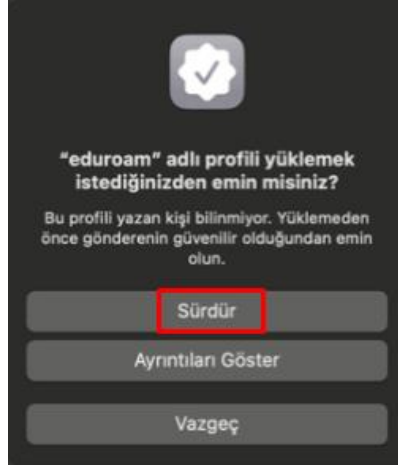 “eduroam” adlı profili yüklemek
istediğinizden emin misiniz?
Bu profili yazan kişi bilinmiyor. Yüklemeden
önce gönderenin güvenilir olduğundan emin
olun.
Sürdür
Ayrıntıları Göster
Vazgeç